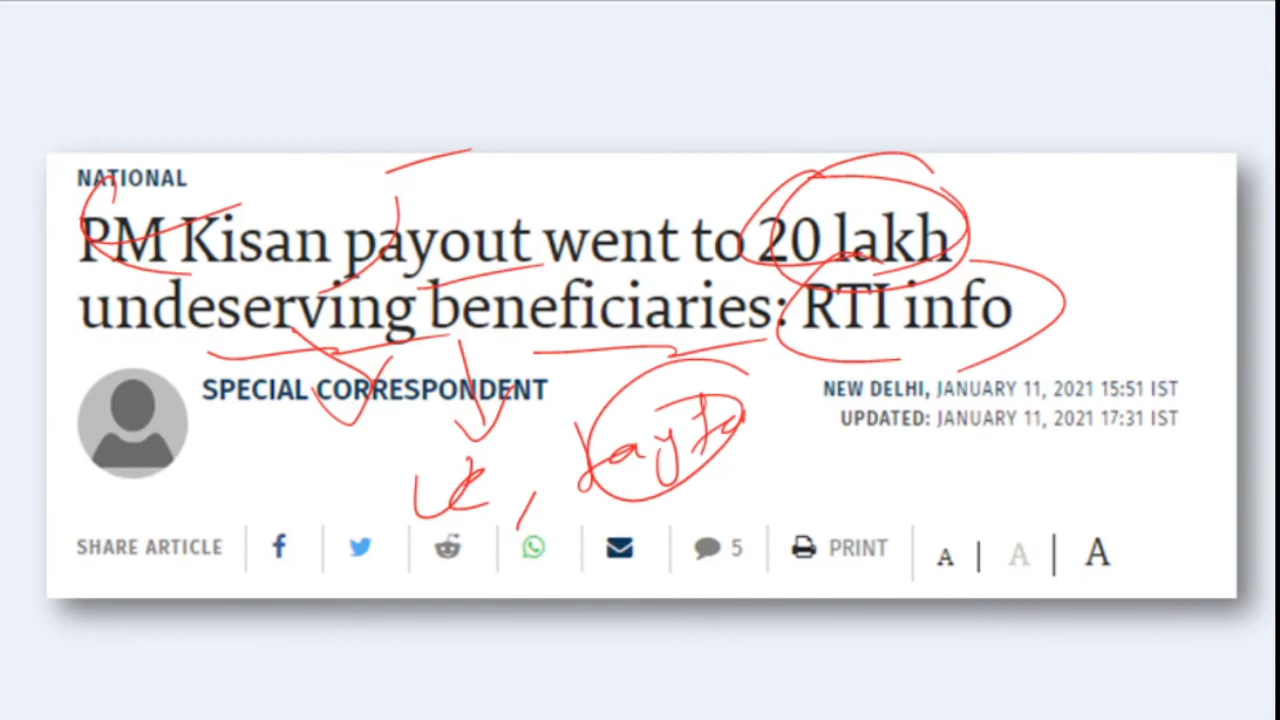 NATIONAL
PM Kisan payout went to 20 lakh
undeserving beneficiaries: RTI info
SPECIAL CORRESPONDENT
NEW DELHI, JANUARY 11, 2021 15:51 IST
UPDATED: JANUARY 11, 2021 17:31 IST
SHARE ARTICLE 5 PRINT A A A